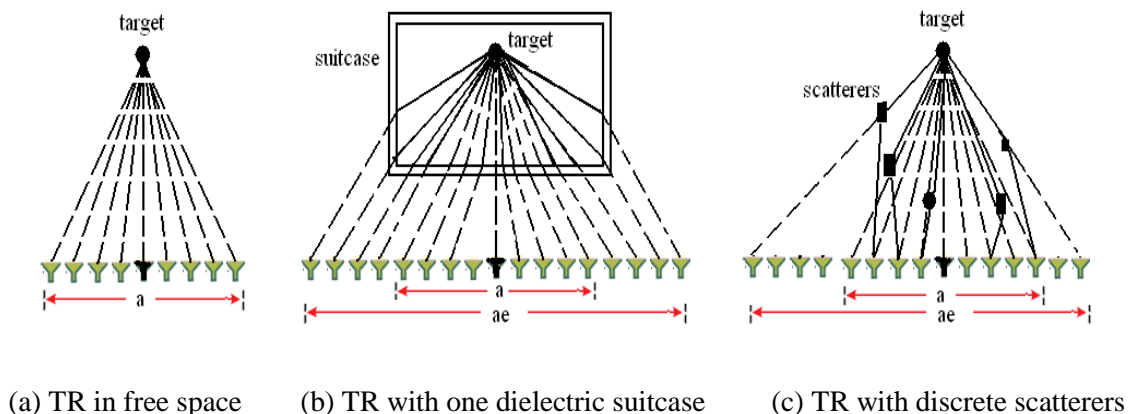 target
a
(a) TR in free space
suitcase
target
a
ae
(b) TR with one dielectric suitcase
target
scatterers
a
ae
(c) TR with discrete scatterers